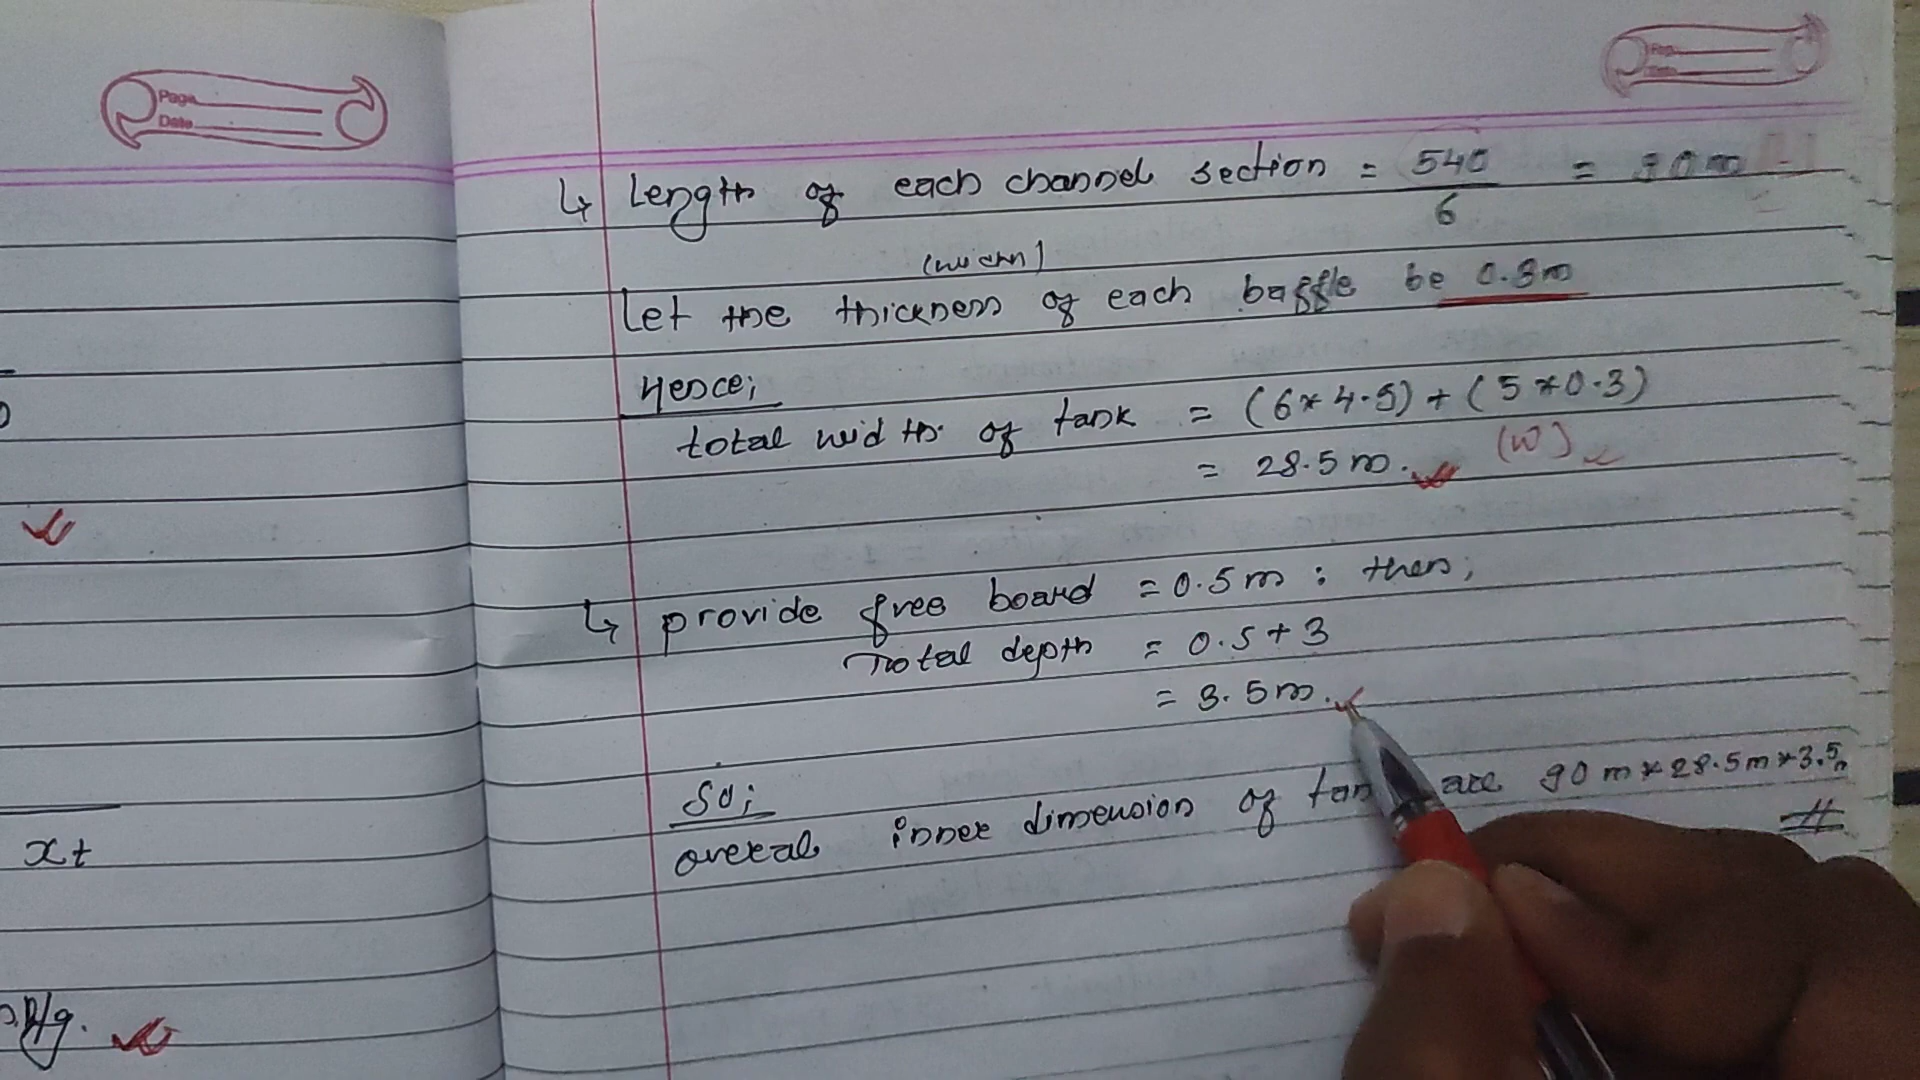 Page
Date
Page
Date
↳ Length of each channel section = 540/6 = 90m
Let the thickness of each baffle be 0.3m
Hence;
total width of tank = (6*4.5) + (5*0.3)
= 28.5m. (W)
↳ provide free board = 0.5m : then;
Total depth = 0.5+3
= 3.5m.
So;
overal inner dimension of tank are 90m*28.5m*3.5m
xt